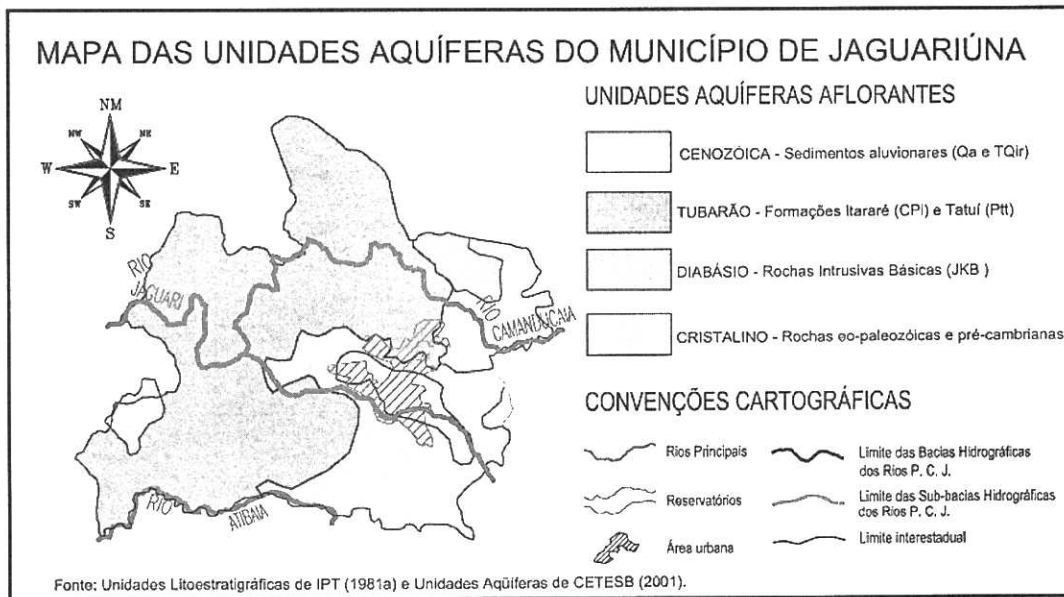 MAPA DAS UNIDADES AQUÍFERAS DO MUNICÍPIO DE JAGUARIÚNA
NM
NW
NE
W
E
SW
SE
S
RIO
JAGUARI
RIO
CAMANDUCAIA
RIO
ATIBAIA
UNIDADES AQUÍFERAS AFLORANTES
CENOZÓICA - Sedimentos aluvionares (Qa e TQir)
TUBARÃO - Formações Itararé (CPi) e Tatuí (Ptt)
DIABÁSIO - Rochas Intrusivas Básicas (JKB )
CRISTALINO - Rochas eo-paleozóicas e pré-cambrianas
CONVENÇÕES CARTOGRÁFICAS
Rios Principais
Reservatórios
Área urbana
Limite das Bacias Hidrográficas
dos Rios P. C. J.
Limite das Sub-bacias Hidrográficas
dos Rios P. C. J.
Limite interestadual
Fonte: Unidades Litoestratigráficas de IPT (1981a) e Unidades Aqüíferas de CETESB (2001).